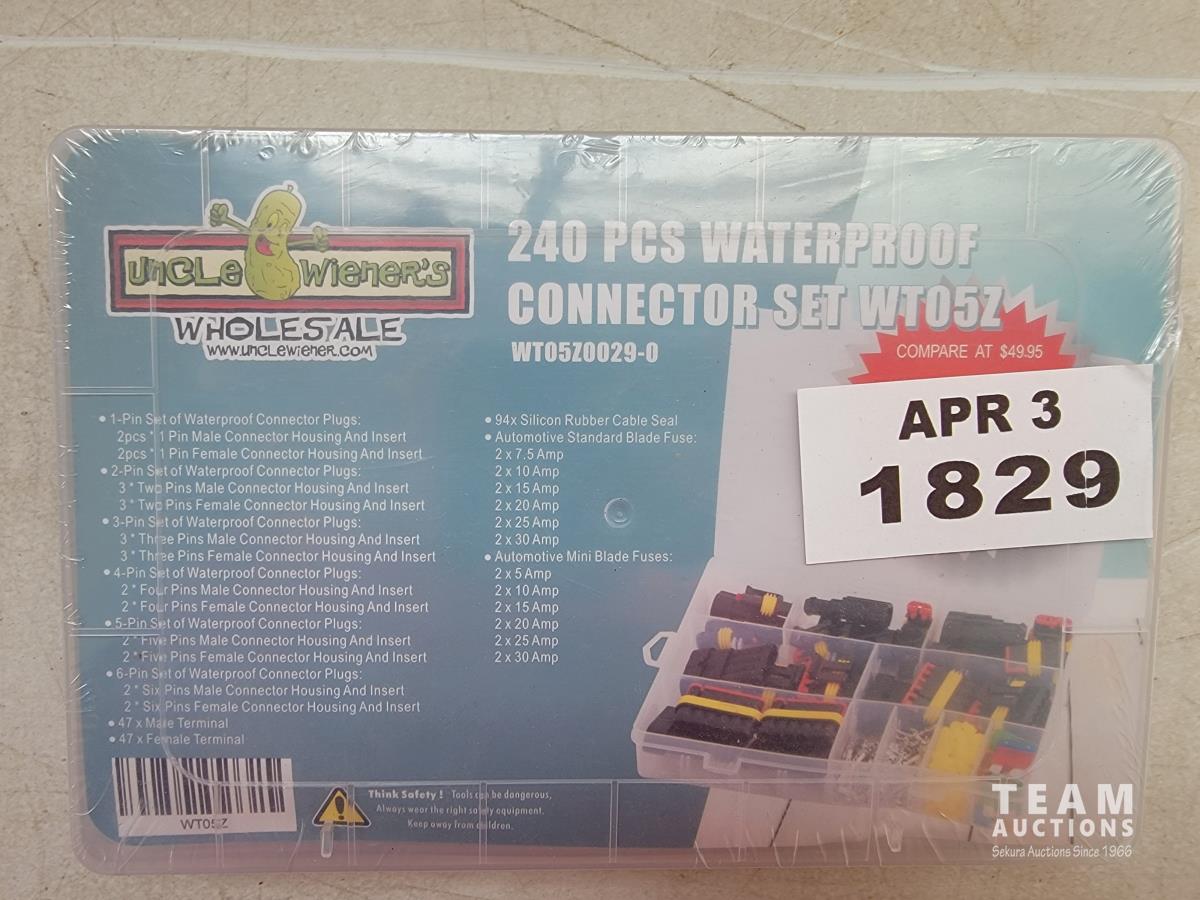 UNCLE WIENER'S
WHOLESALE
WWW.UNCLEWIENER.COM
240 PCS WATERPROOF
CONNECTOR SET WT05Z
WT05Z0029-0
COMPARE AT $49.95
APR 3
1829
• 1-Pin Set of Waterproof Connector Plugs:
2pcs * 1 Pin Male Connector Housing And Insert
2pcs * 1 Pin Female Connector Housing And Insert
• 2-Pin Set of Waterproof Connector Plugs:
3 * Two Pins Male Connector Housing And Insert
3 * Two Pins Female Connector Housing And Insert
• 3-Pin Set of Waterproof Connector Plugs:
3 * Three Pins Male Connector Housing And Insert
3 * Three Pins Female Connector Housing And Insert
• 4-Pin Set of Waterproof Connector Plugs:
2 * Four Pins Male Connector Housing And Insert
2 * Four Pins Female Connector Housing And Insert
• 5-Pin Set of Waterproof Connector Plugs:
2 * Five Pins Male Connector Housing And Insert
2 * Five Pins Female Connector Housing And Insert
• 6-Pin Set of Waterproof Connector Plugs:
2 * Six Pins Male Connector Housing And Insert
2 * Six Pins Female Connector Housing And Insert
• 47 x Male Terminal
• 47 x Female Terminal
• 94x Silicon Rubber Cable Seal
• Automotive Standard Blade Fuse:
2 x 7.5 Amp
2 x 10 Amp
2 x 15 Amp
2 x 20 Amp
2 x 25 Amp
2 x 30 Amp
• Automotive Mini Blade Fuses:
2 x 5 Amp
2 x 10 Amp
2 x 15 Amp
2 x 20 Amp
2 x 25 Amp
2 x 30 Amp
WT05Z
Think Safety! Tools can be dangerous,
Always wear the right safety equipment.
Keep away from children.
TEAM
AUCTIONS
Sekura Auctions Since 1966